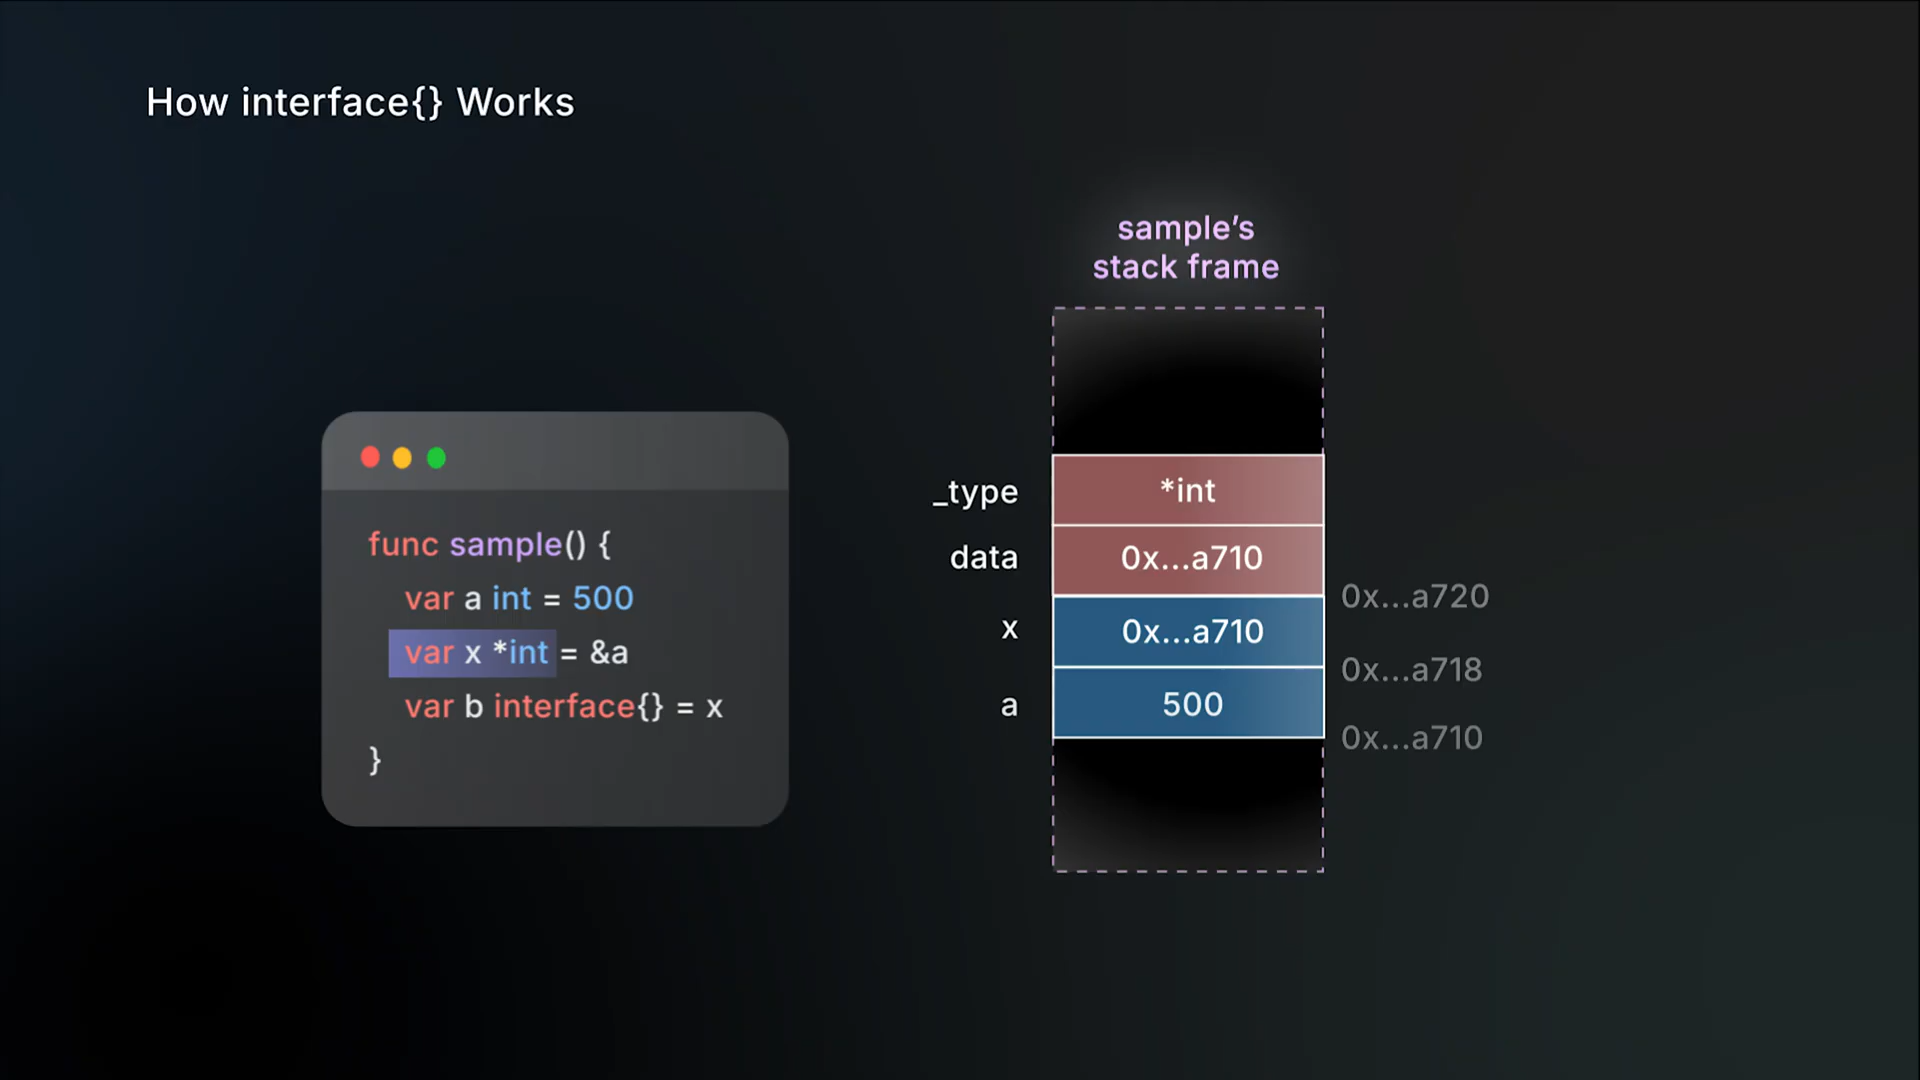 How interface{} Works
sample’s
stack frame
func sample() {
var a int = 500
var x *int = &a
var b interface{} = x
}
_type
*int
data
0x...a710
x
0x...a710
a
500
0x...a720
0x...a718
0x...a710